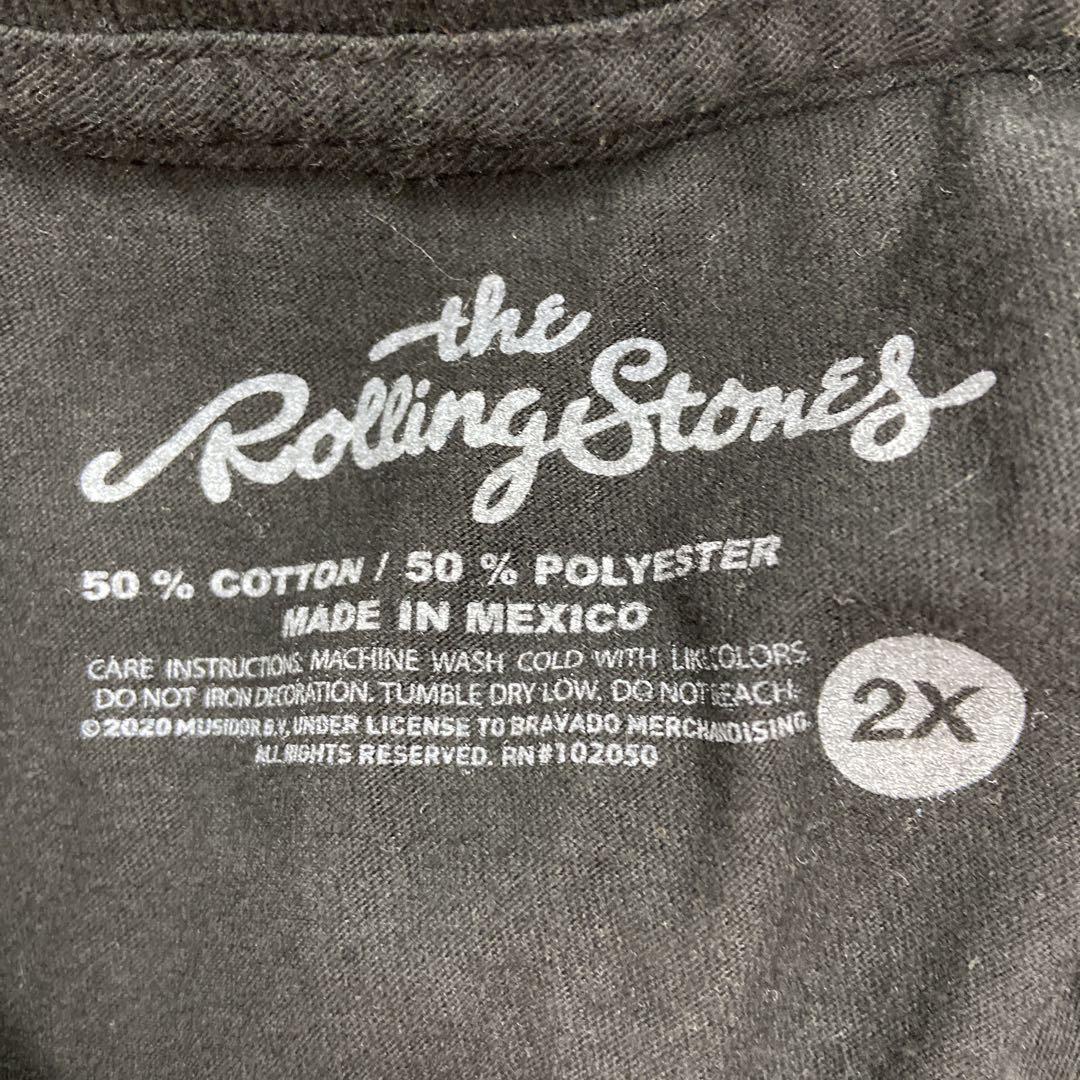 the
Rolling Stones
50 % COTTON / 50 % POLYESTER
MADE IN MEXICO
CARE INSTRUCTIONS. MACHINE WASH COLD WITH LIKE COLORS.
DO NOT IRON DECORATION. TUMBLE DRY LOW. DO NOT BLEACH.
©2020 MUSIDOR B.V. UNDER LICENSE TO BRAVADO MERCHANDISING.
ALL RIGHTS RESERVED. RN#102050
2X